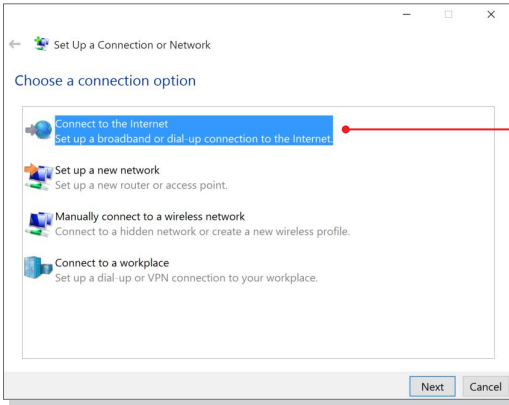 Set Up a Connection or Network
Choose a connection option
Connect to the Internet
Set up a broadband or dial-up connection to the Internet.
Set up a new network
Set up a new router or access point.
Manually connect to a wireless network
Connect to a hidden network or create a new wireless profile.
Connect to a workplace
Set up a dial-up or VPN connection to your workplace.
Next Cancel